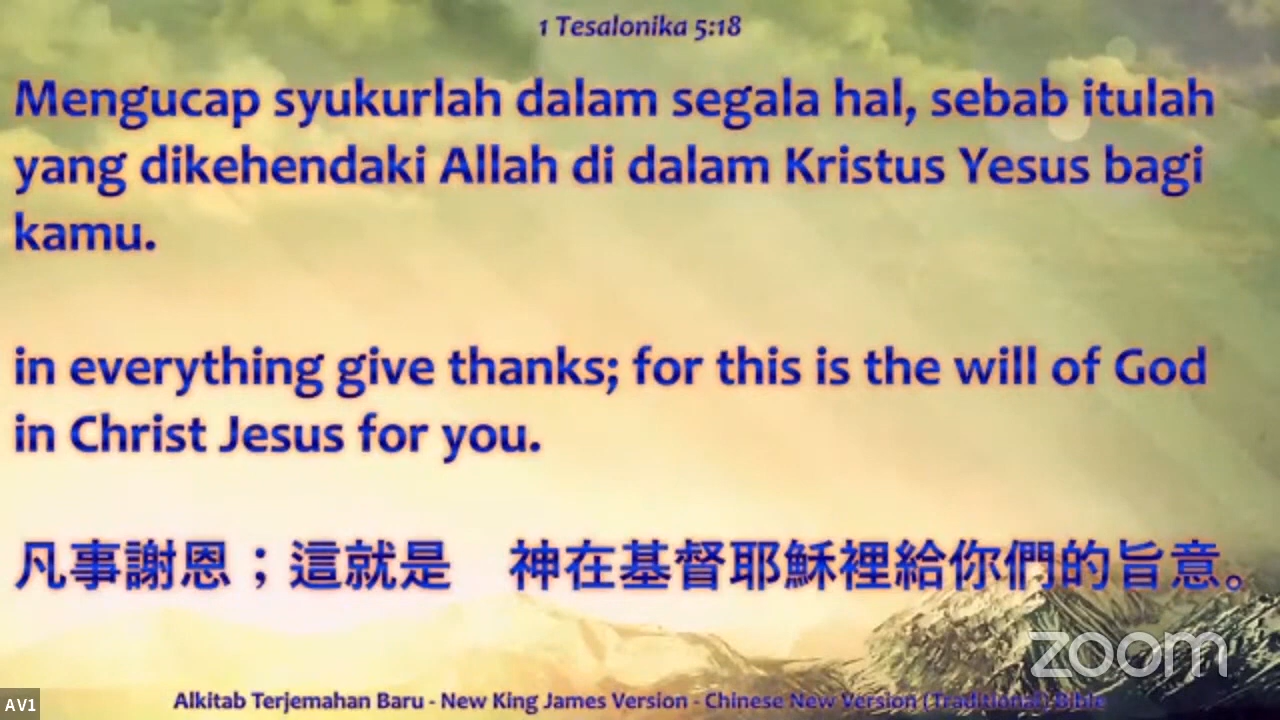 1 Tesalonika 5:18
Mengucap syukurlah dalam segala hal, sebab itulah
yang dikehendaki Allah di dalam Kristus Yesus bagi
kamu.
in everything give thanks; for this is the will of God
in Christ Jesus for you.
凡事謝恩；這就是　神在基督耶穌裡給你們的旨意。
zoom
Alkitab Terjemahan Baru - New King James Version - Chinese New Version (Traditional) Bible
AV1